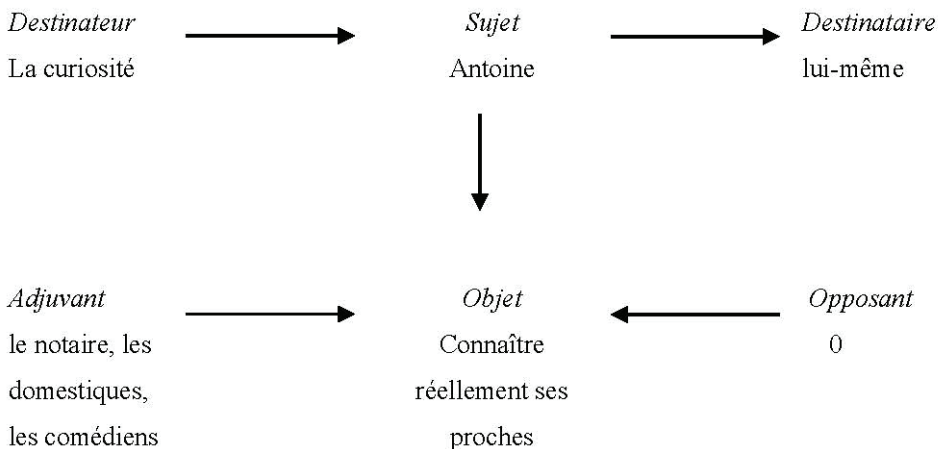 Destinateur Sujet Destinataire
La curiosité Antoine lui-même
Adjuvant Objet Opposant
le notaire, les Connaître 0
domestiques, réellement ses
les comédiens proches